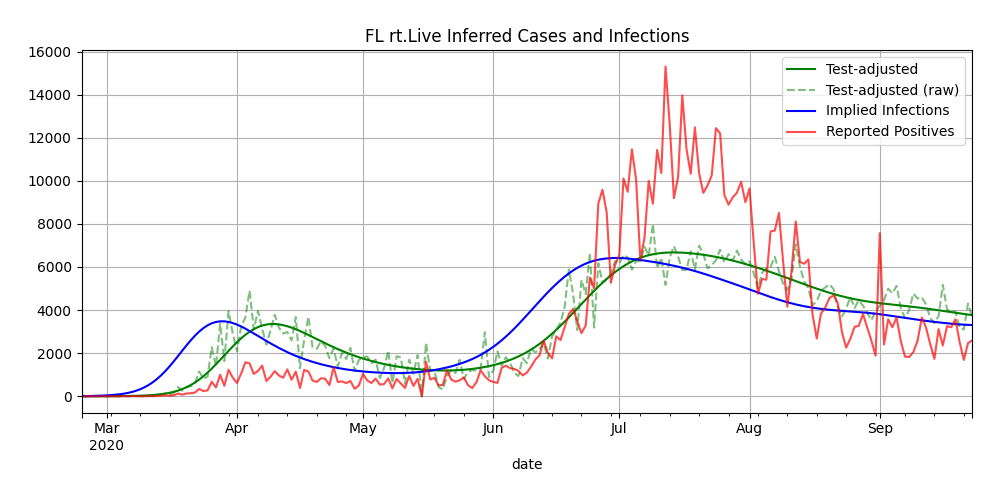 FL rt.Live Inferred Cases and Infections
16000
14000
12000
10000
8000
6000
4000
2000
0
Test-adjusted
Test-adjusted (raw)
Implied Infections
Reported Positives
Mar Apr May Jun Jul Aug Sep
2020
date